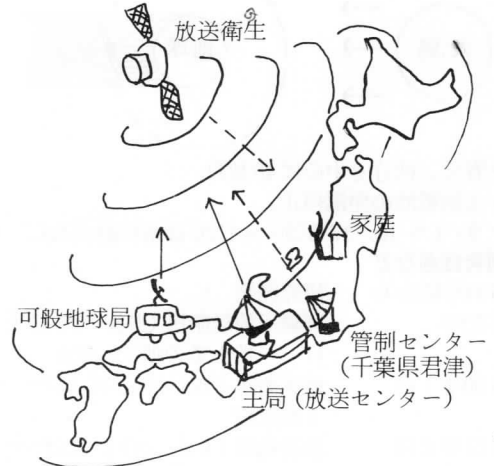 放送衛生
家庭
可般地球局
管制センター
（千葉県君津）
主局（放送センター）